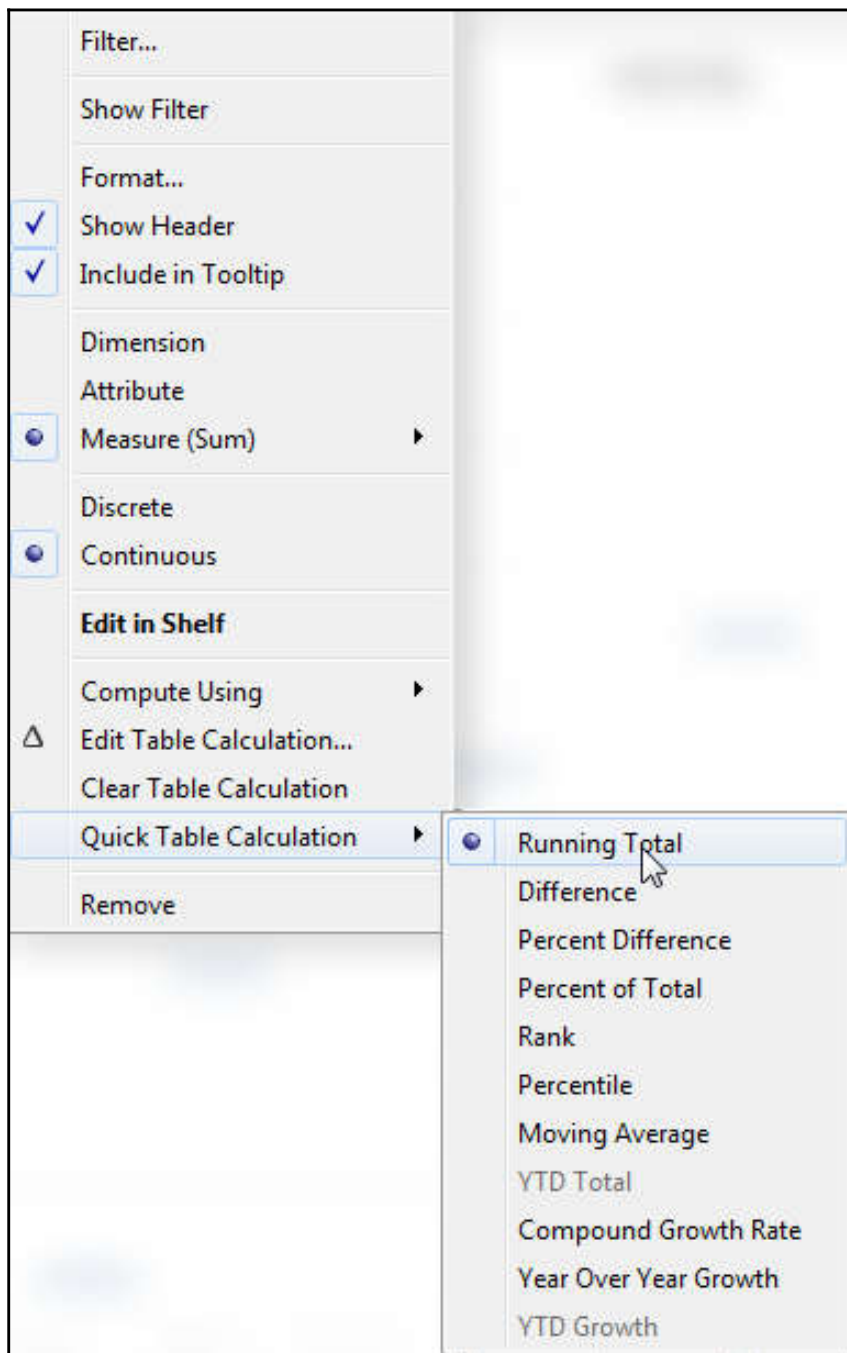 Filter...
Show Filter
Format...
Show Header
Include in Tooltip
Dimension
Attribute
Measure (Sum)
Discrete
Continuous
Edit in Shelf
Compute Using
Edit Table Calculation...
Clear Table Calculation
Quick Table Calculation
Remove
Running Total
Difference
Percent Difference
Percent of Total
Rank
Percentile
Moving Average
YTD Total
Compound Growth Rate
Year Over Year Growth
YTD Growth